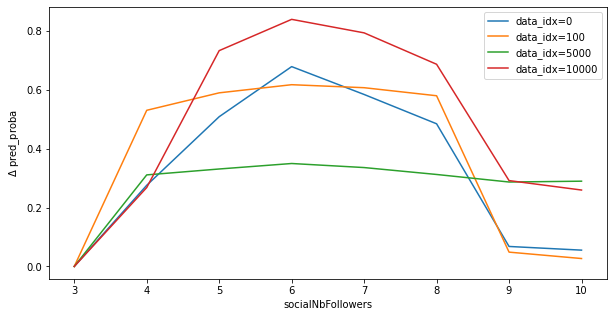 Δ pred_proba
0.8
0.6
0.4
0.2
0.0
data_idx=0
data_idx=100
data_idx=5000
data_idx=10000
3 4 5 6 7 8 9 10
socialNbFollowers